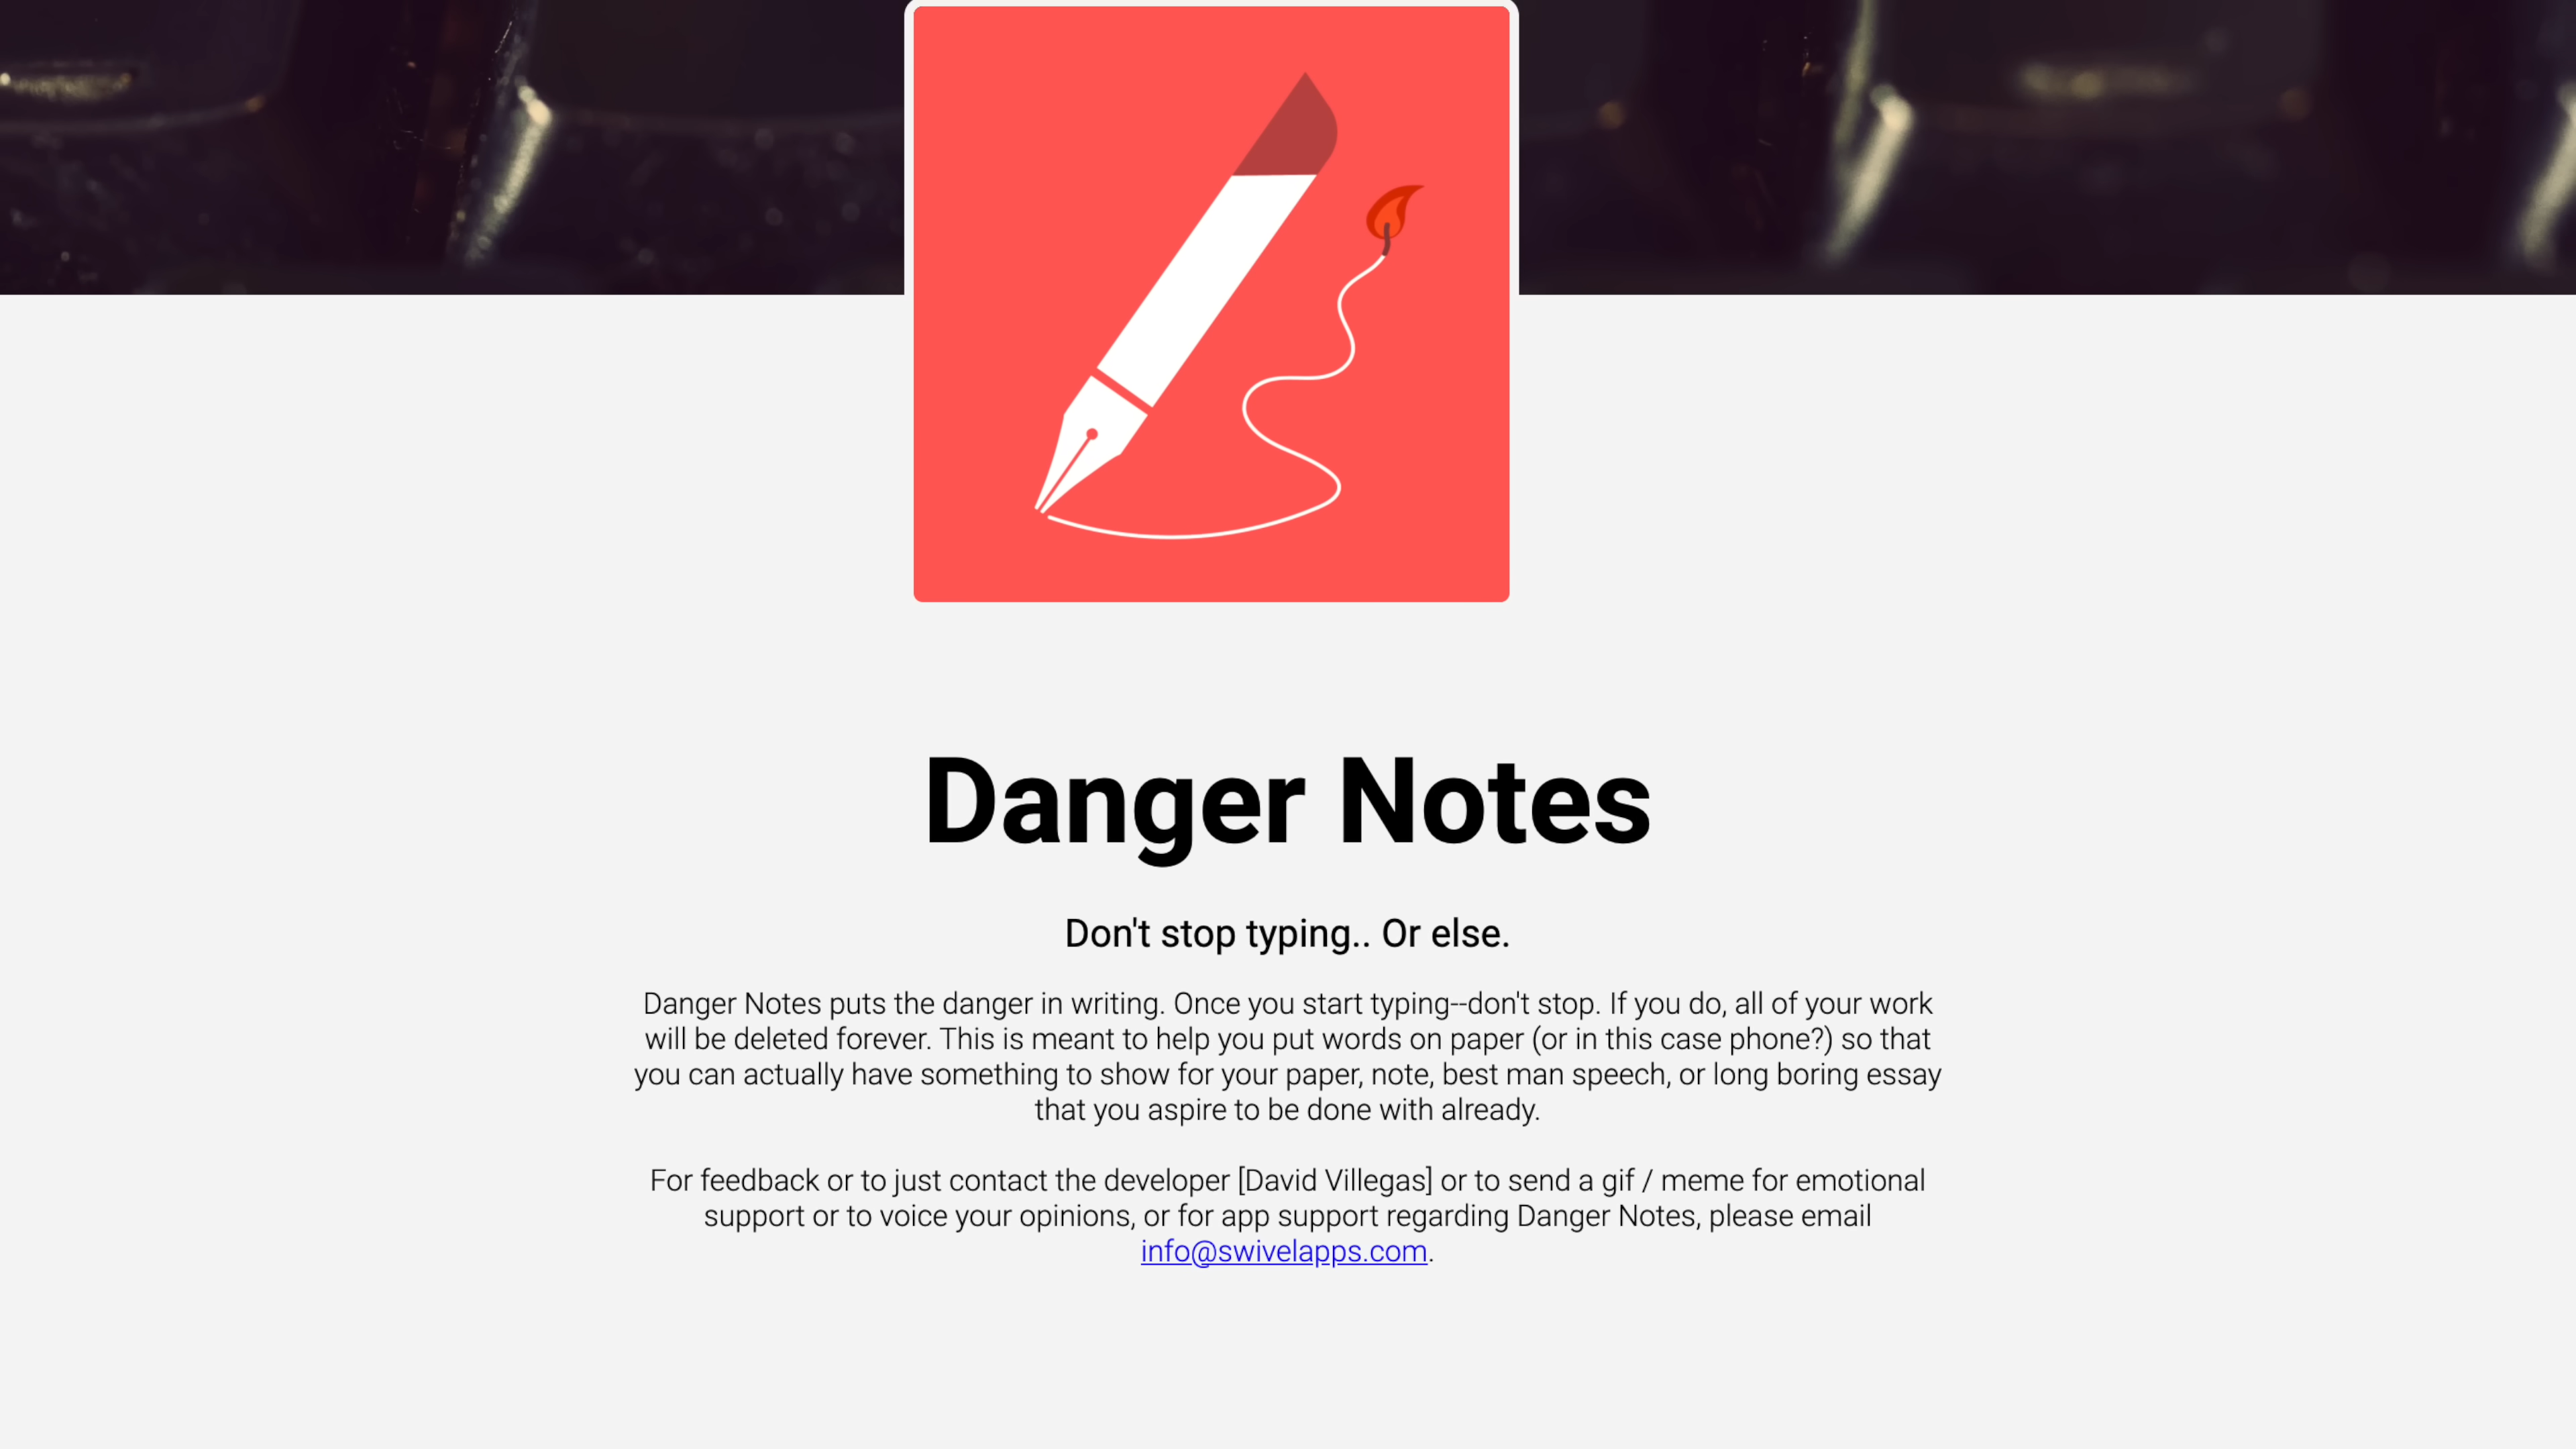 Danger Notes
Don't stop typing.. Or else.
Danger Notes puts the danger in writing. Once you start typing--don't stop. If you do, all of your work
will be deleted forever. This is meant to help you put words on paper (or in this case phone?) so that
you can actually have something to show for your paper, note, best man speech, or long boring essay
that you aspire to be done with already.
For feedback or to just contact the developer [David Villegas] or to send a gif / meme for emotional
support or to voice your opinions, or for app support regarding Danger Notes, please email
info@swivelapps.com.